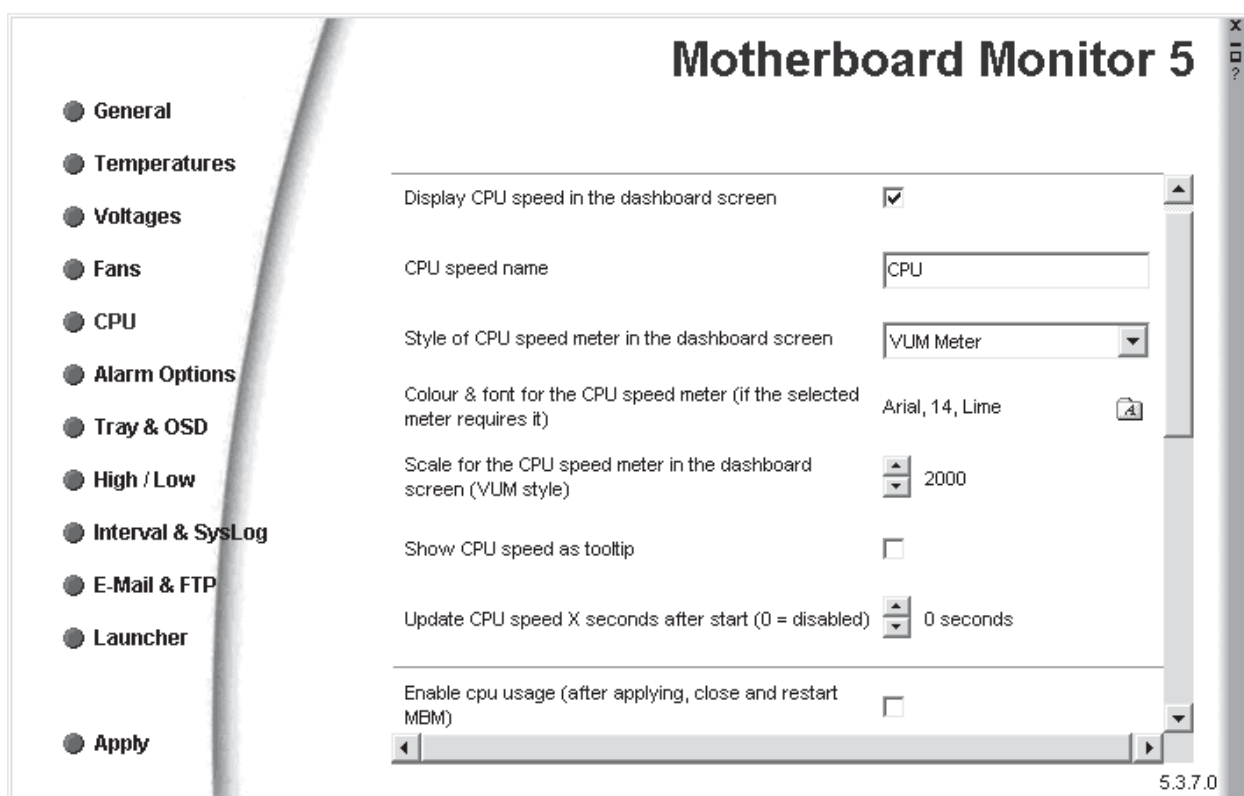 Motherboard Monitor 5
x
?
General
Temperatures
Voltages
Fans
CPU
Alarm Options
Tray & OSD
High / Low
Interval & SysLog
E-Mail & FTP
Launcher
Apply
Display CPU speed in the dashboard screen
CPU speed name
CPU
Style of CPU speed meter in the dashboard screen
VUM Meter
Colour & font for the CPU speed meter (if the selected
meter requires it)
Arial, 14, Lime
A
Scale for the CPU speed meter in the dashboard
screen (VUM style)
2000
Show CPU speed as tooltip
Update CPU speed X seconds after start (0 = disabled)
0 seconds
Enable cpu usage (after applying, close and restart
MBM)
5.3.7.0